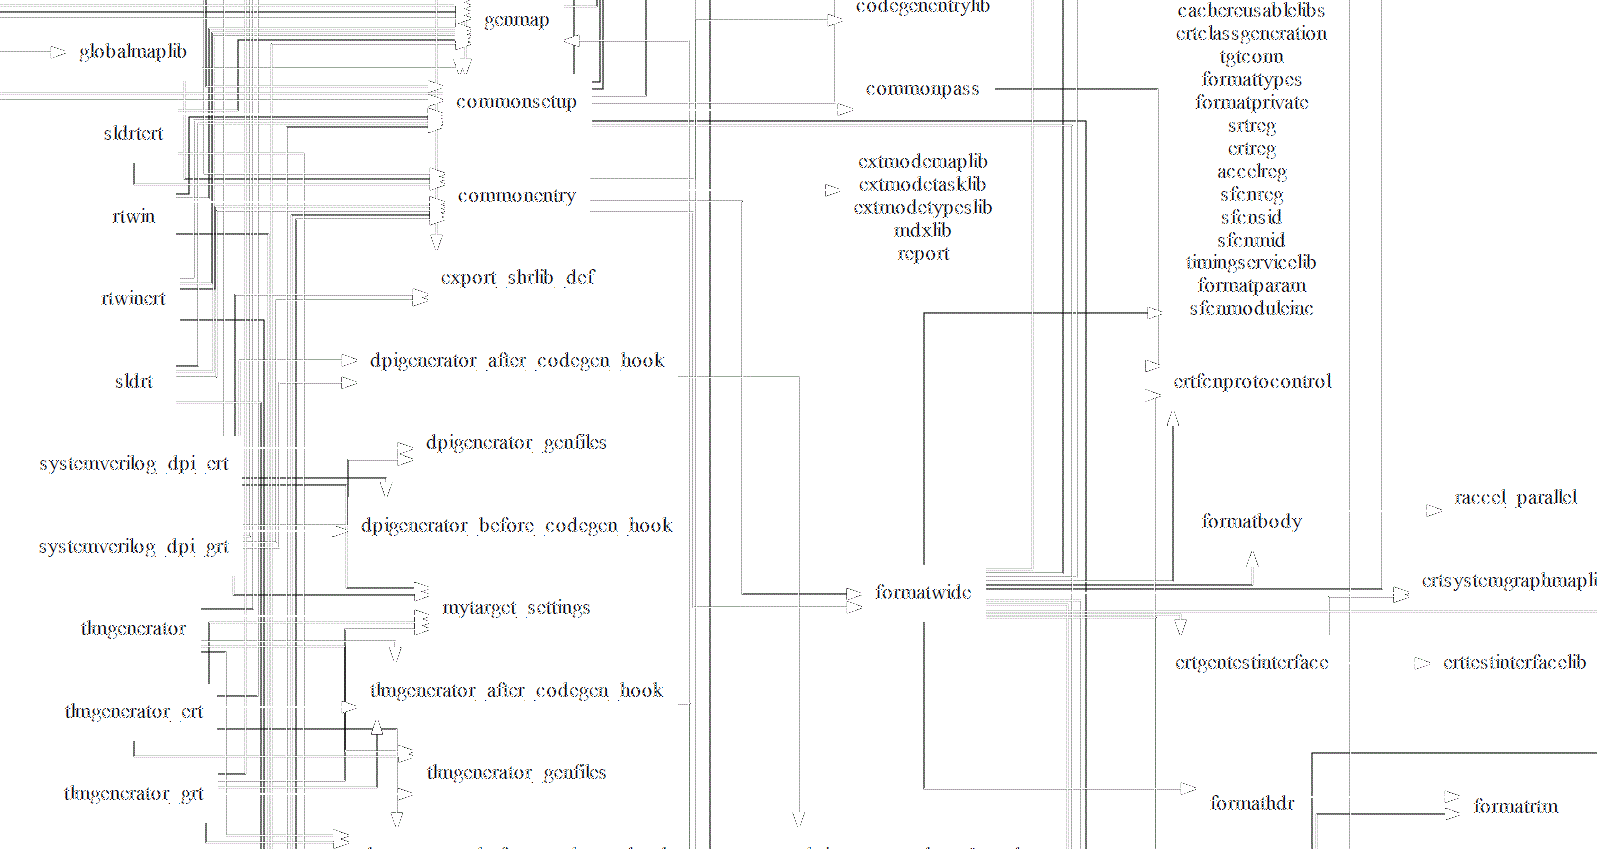 genmap
codegenentrylib
cachereusablelibs
ertclassgeneration
tgtconn
formattypes
formatprivate
srtreg
ertreg
accelreg
sfcnreg
sfcnsid
sfcnmid
timingservicelib
formatparam
sfcnmoduleinc
globalmaplib
commonsetup
commonpass
sldrtert
extmodemaplib
extmodetasklib
extmodetypeslib
mdxlib
report
commonentry
rtwin
export_shrlib_def
rtwinert
dpigenerator_after_codegen_hook
sldrt
ertfcnprotocontrol
dpigenerator_genfiles
systemverilog_dpi_ert
raccel_parallel
dpigenerator_before_codegen_hook
formatbody
systemverilog_dpi_grt
ertsystemgraphmapli
formatwide
mytarget_settings
tlmgenerator
ertgentestinterface
erttestinterfacelib
tlmgenerator_after_codegen_hook
tlmgenerator_ert
tlmgenerator_genfiles
tlmgenerator_grt
formathdr
formatrtm